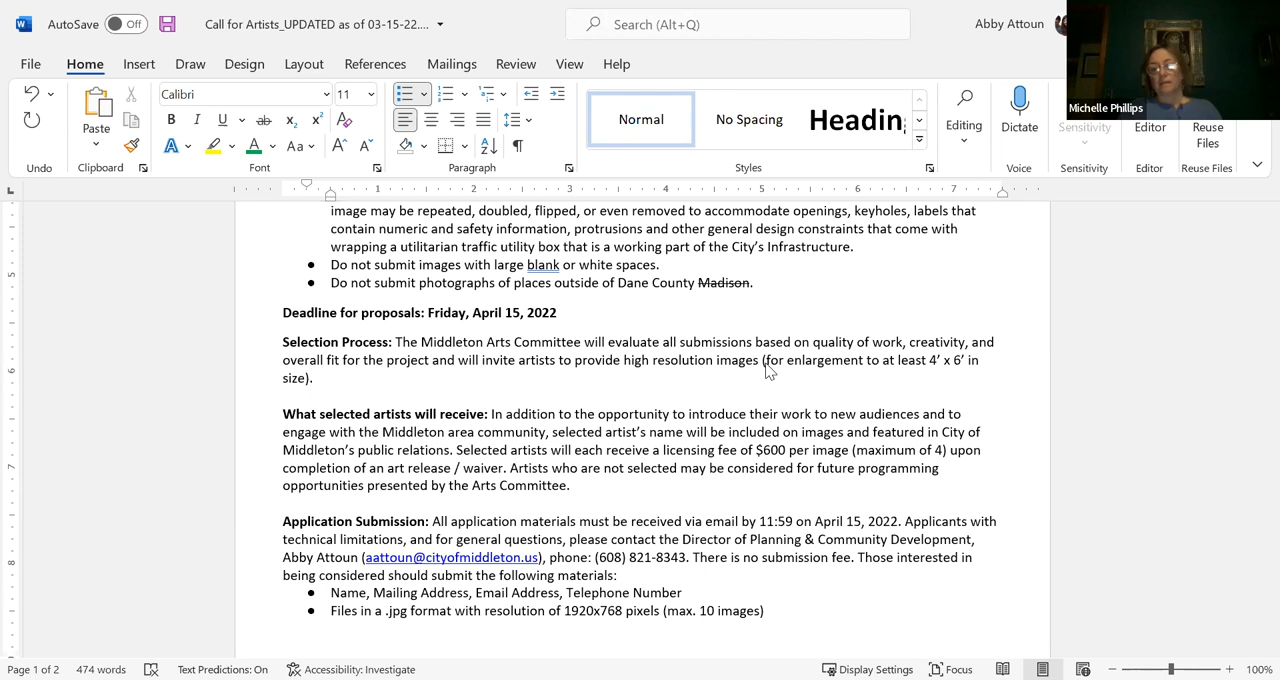 AutoSave Off Call for Artists_UPDATED as of 03-15-22.... Search (Alt+Q) Abby Attoun
File Home Insert Draw Design Layout References Mailings Review View Help
Michelle Phillips
Calibri 11
Paste
Normal No Spacing Heading
Editing Dictate Sensitivity Editor Reuse Files
Undo Clipboard Font Paragraph Styles Voice Sensitivity Editor Reuse Files
1 2 3 4 5 6 7
image may be repeated, doubled, flipped, or even removed to accommodate openings, keyholes, labels that
contain numeric and safety information, protrusions and other general design constraints that come with
wrapping a utilitarian traffic utility box that is a working part of the City's Infrastructure.
● Do not submit images with large blank or white spaces.
● Do not submit photographs of places outside of Dane County Madison.
Deadline for proposals: Friday, April 15, 2022
Selection Process: The Middleton Arts Committee will evaluate all submissions based on quality of work, creativity, and
overall fit for the project and will invite artists to provide high resolution images (for enlargement to at least 4' x 6' in
size).
What selected artists will receive: In addition to the opportunity to introduce their work to new audiences and to
engage with the Middleton area community, selected artist's name will be included on images and featured in City of
Middleton's public relations. Selected artists will each receive a licensing fee of $600 per image (maximum of 4) upon
completion of an art release / waiver. Artists who are not selected may be considered for future programming
opportunities presented by the Arts Committee.
Application Submission: All application materials must be received via email by 11:59 on April 15, 2022. Applicants with
technical limitations, and for general questions, please contact the Director of Planning & Community Development,
Abby Attoun (aattoun@cityofmiddleton.us), phone: (608) 821-8343. There is no submission fee. Those interested in
being considered should submit the following materials:
● Name, Mailing Address, Email Address, Telephone Number
● Files in a .jpg format with resolution of 1920x768 pixels (max. 10 images)
5
6
7
8
Page 1 of 2 474 words Text Predictions: On Accessibility: Investigate Display Settings Focus 100%